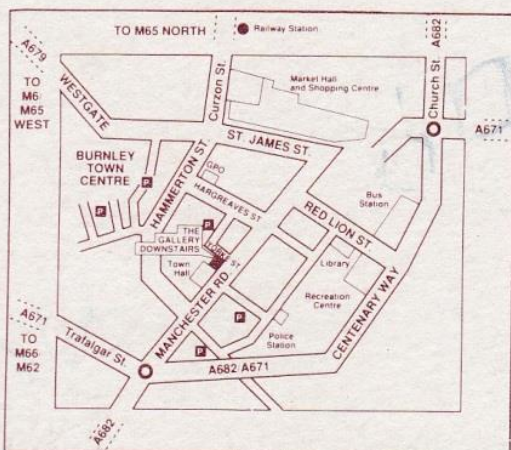 TO M65 NORTH
Railway Station
A682
A679
TO
M6
M65
WEST
WESTGATE
Curzon St.
Market Hall
and Shopping Centre
Church St.
A671
ST. JAMES ST.
BURNLEY
TOWN
CENTRE
P
HAMMERTON ST.
GPO
HARGREAVES ST
RED LION ST.
Bus
Station
P
P
THE
GALLERY
DOWNSTAIRS
Town
Hall
MANCHESTER RD.
Library
Recreation
Centre
CENTENARY WAY
A671
TO
M66
M62
Trafalgar St.
P
Police
Station
P
A682/A671
A682